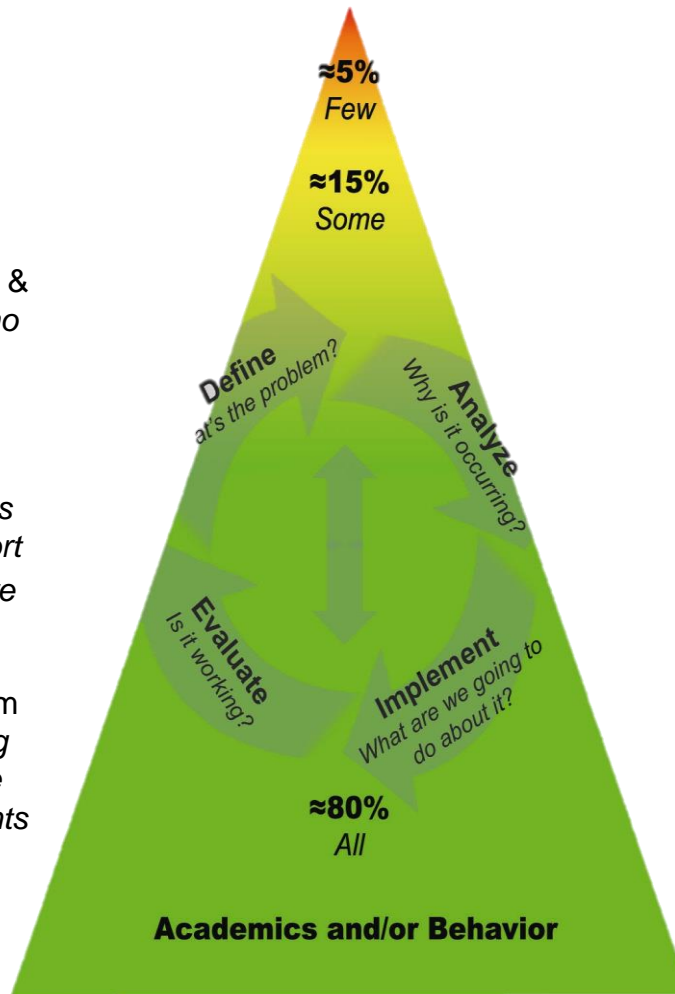 ≈5%
Few
≈15%
Some
&
Define
at's the problem?
Analyze
Why is it occurring?
Evaluate
Is it working?
Implement
What are we going to
do about it?
≈80%
All
Academics and/or Behavior